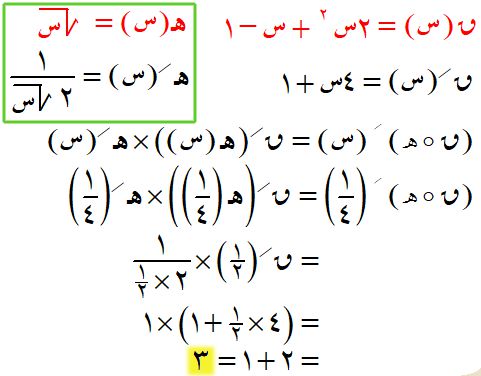 ق(س) = ٢س٢ + س − ١ هـ(س) = √س
ق′(س) = ٤س + ١ هـ′(س) = ١/(٢√س)
(ق ∘ هـ)′(س) = ق′(هـ(س)) × هـ′(س)
(ق ∘ هـ)′(١/٤) = ق′(هـ(١/٤)) × هـ′(١/٤)
= ق′(١/٢) × ١/(٢ × ١/٢)
= (٤ × ١/٢ + ١) × ١
= ٢ + ١ = ٣